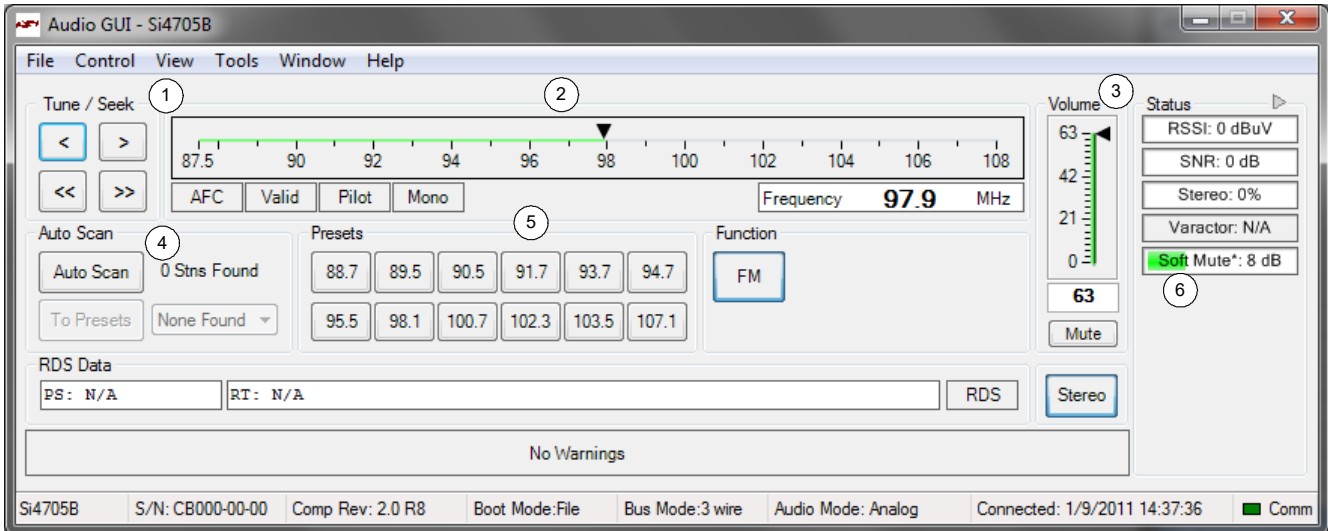 Audio GUI - Si4705B
File Control View Tools Window Help
Tune / Seek 1 2 Volume 3 Status
< >
<< >>
87.5 90 92 94 96 98 100 102 104 106 108
AFC Valid Pilot Mono Frequency 97.9 MHz
63
42
21
0
63
Mute
RSSI: 0 dBuV
SNR: 0 dB
Stereo: 0%
Varactor: N/A
Soft Mute*: 8 dB
6
Auto Scan 4 Presets 5 Function
Auto Scan 0 Stns Found
To Presets None Found
88.7 89.5 90.5 91.7 93.7 94.7
95.5 98.1 100.7 102.3 103.5 107.1
FM
RDS Data
PS: N/A RT: N/A RDS Stereo
No Warnings
Si4705B S/N: CB000-00-00 Comp Rev: 2.0 R8 Boot Mode:File Bus Mode:3 wire Audio Mode: Analog Connected: 1/9/2011 14:37:36 Comm